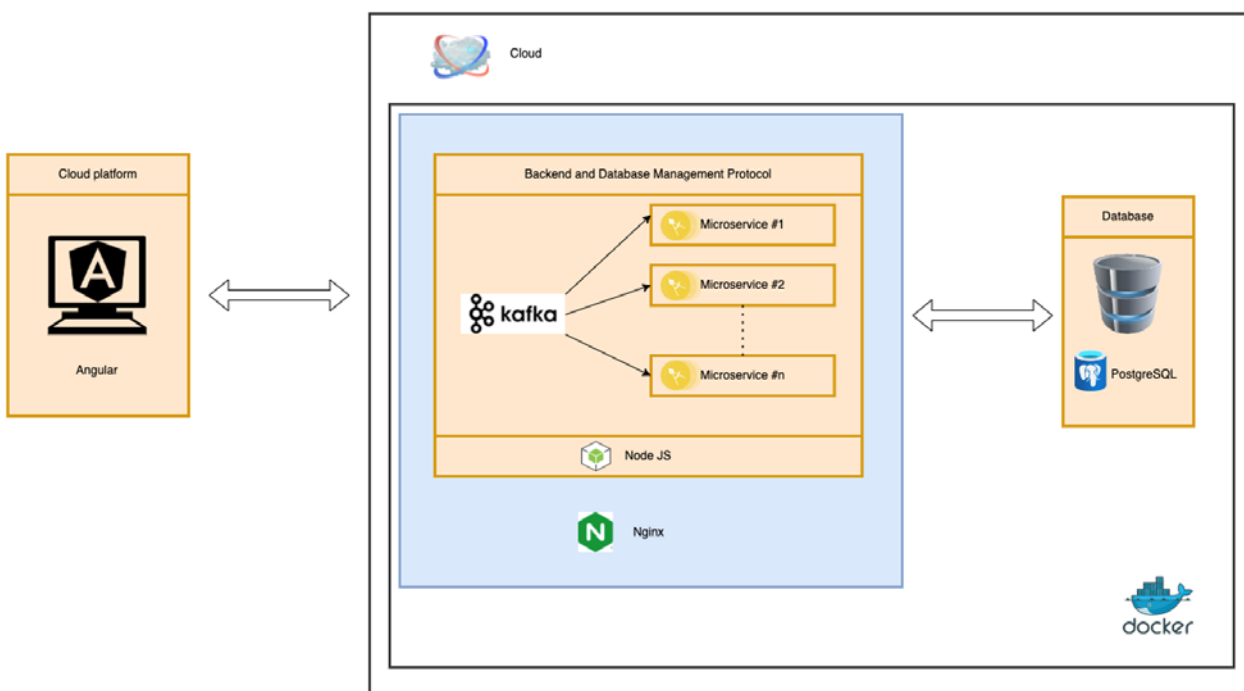 Cloud
Cloud platform
Angular
Backend and Database Management Protocol
kafka
Microservice #1
Microservice #2
Microservice #n
Node JS
Nginx
Database
PostgreSQL
docker